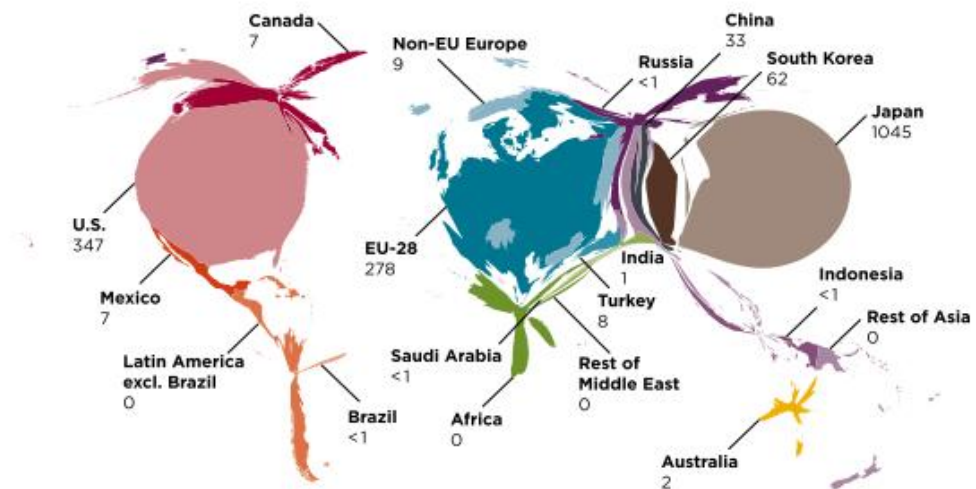 Canada
7
Non-EU Europe
9
China
33
Russia
<1
South Korea
62
Japan
1045
U.S.
347
EU-28
278
Mexico
7
India
1
Turkey
8
Indonesia
<1
Rest of Asia
0
Latin America
excl. Brazil
0
Saudi Arabia
<1
Rest of
Middle East
0
Brazil
<1
Africa
0
Australia
2